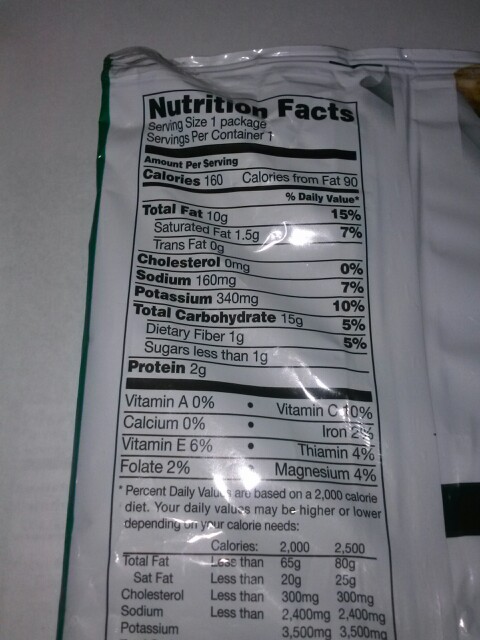 Nutrition Facts
Serving Size 1 package
Servings Per Container 1
Amount Per Serving
Calories 160 Calories from Fat 90
% Daily Value*
Total Fat 10g 15%
Saturated Fat 1.5g 7%
Trans Fat 0g
Cholesterol 0mg 0%
Sodium 160mg 7%
Potassium 340mg 10%
Total Carbohydrate 15g 5%
Dietary Fiber 1g 5%
Sugars less than 1g
Protein 2g
Vitamin A 0% • Vitamin C 10%
Calcium 0% • Iron 2%
Vitamin E 6% • Thiamin 4%
Folate 2% • Magnesium 4%
* Percent Daily Values are based on a 2,000 calorie
diet. Your daily values may be higher or lower
depending on your calorie needs:
Calories: 2,000 2,500
Total Fat Less than 65g 80g
Sat Fat Less than 20g 25g
Cholesterol Less than 300mg 300mg
Sodium Less than 2,400mg 2,400mg
Potassium 3,500mg 3,500mg